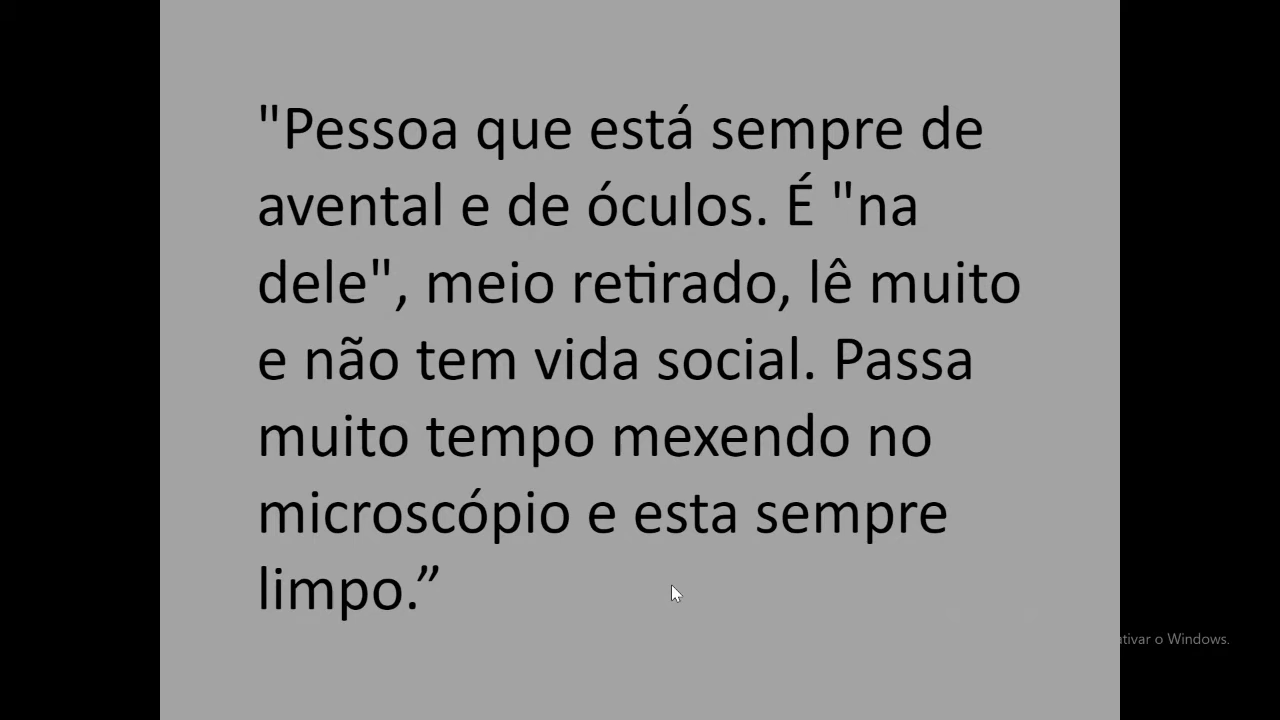 "Pessoa que está sempre de
avental e de óculos. É "na
dele", meio retirado, lê muito
e não tem vida social. Passa
muito tempo mexendo no
microscópio e esta sempre
limpo.”
o Windows.